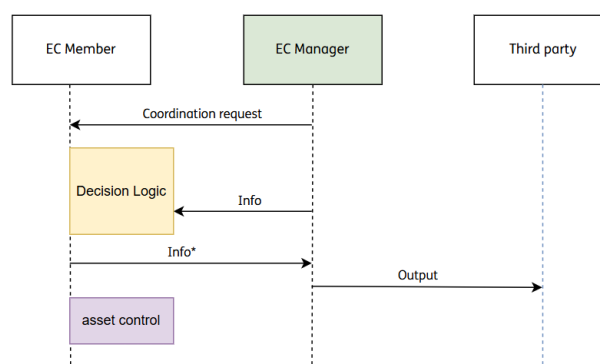 EC Member
EC Manager
Third party
Coordination request
Decision Logic
Info
Info*
Output
asset control